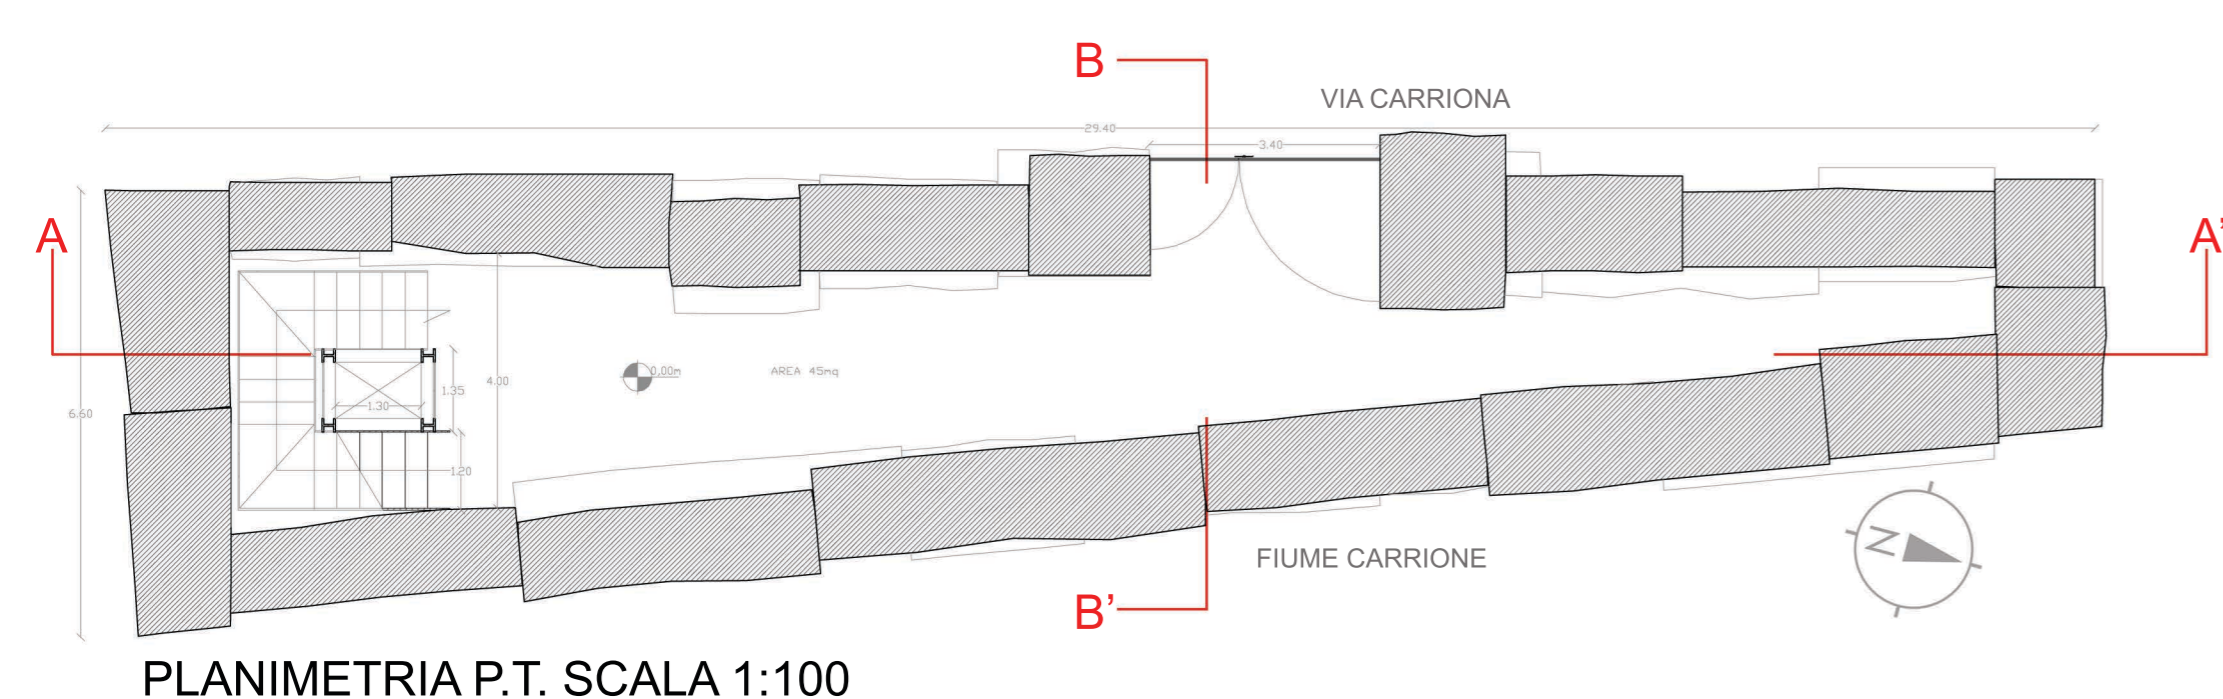 B
VIA CARRIONA
29.40
3.40
A
A’
0,00m
AREA 45mq
4.00
1.35
1.30
6.60
1.20
N
FIUME CARRIONE
B’
PLANIMETRIA P.T. SCALA 1:100